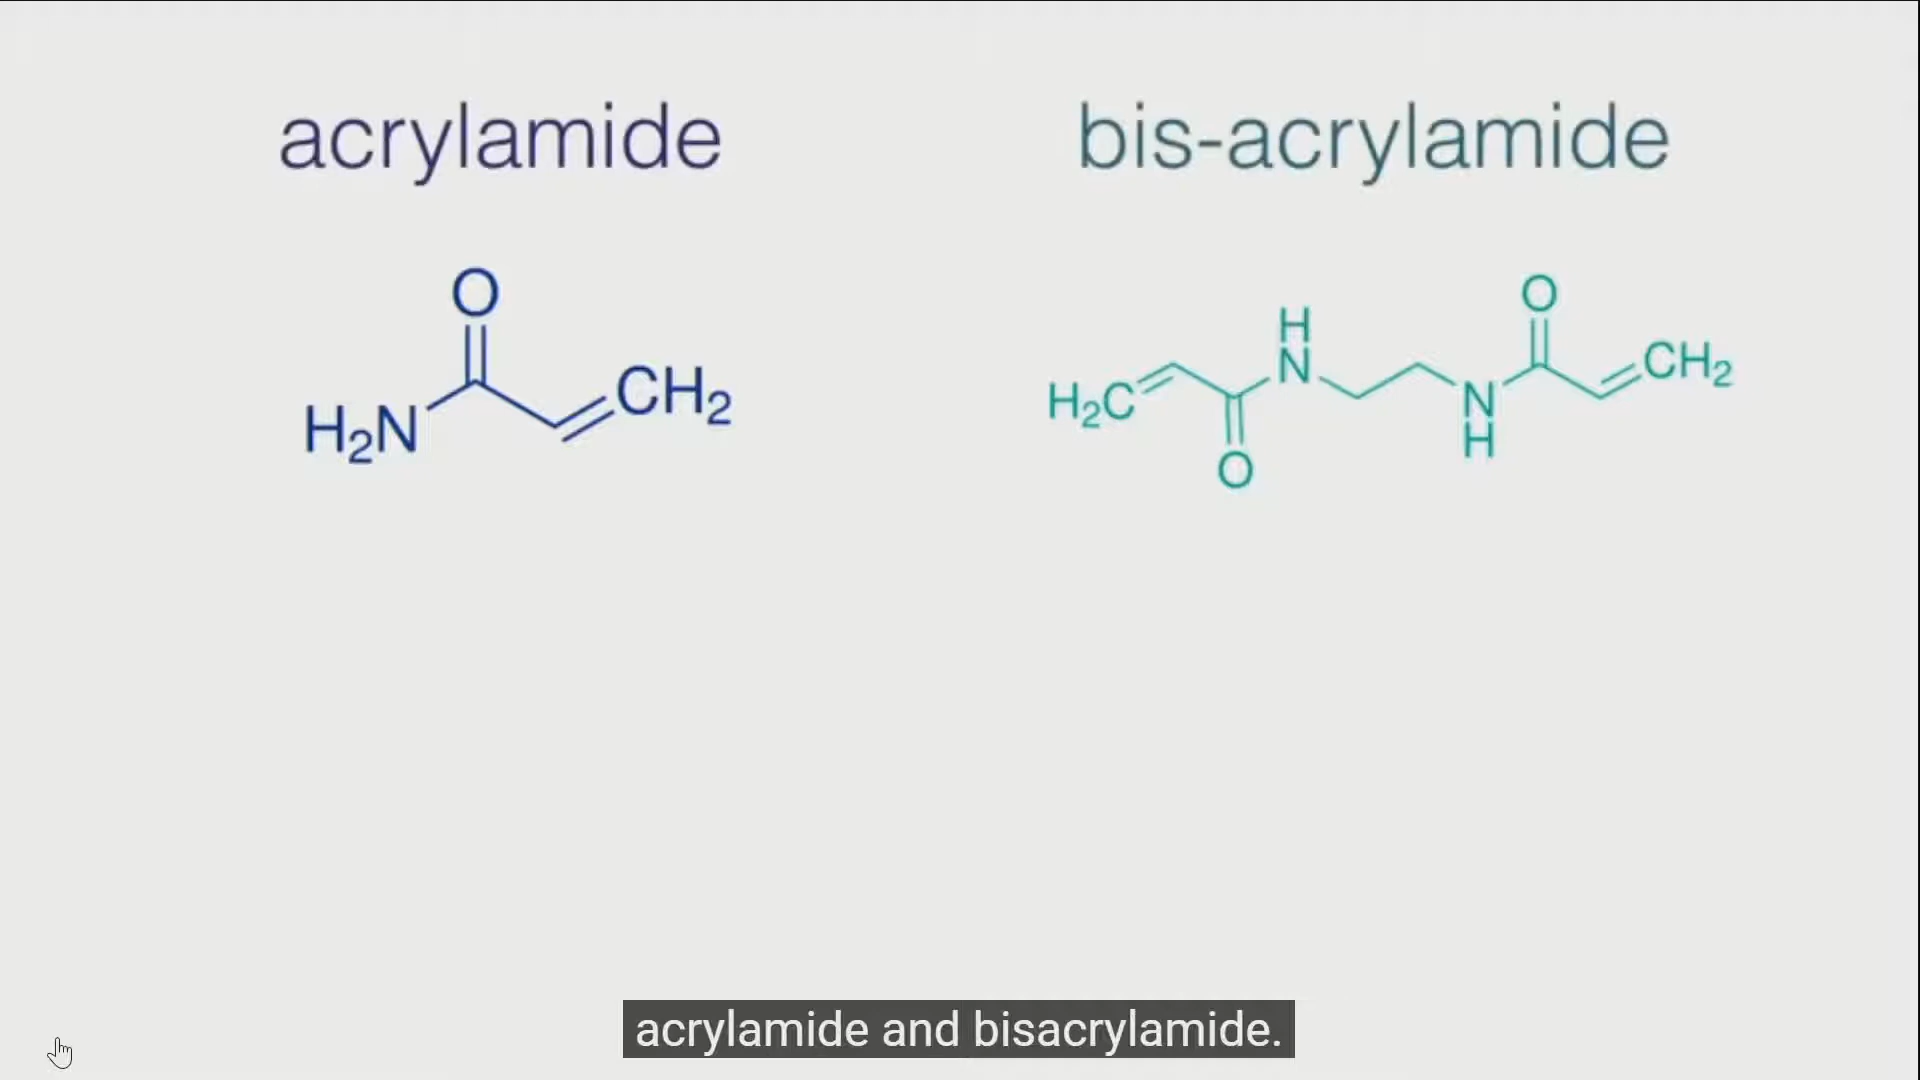 acrylamide
bis-acrylamide
O
H₂N
CH₂
H₂C
O
H
N
N
H
O
CH₂
acrylamide and bisacrylamide.